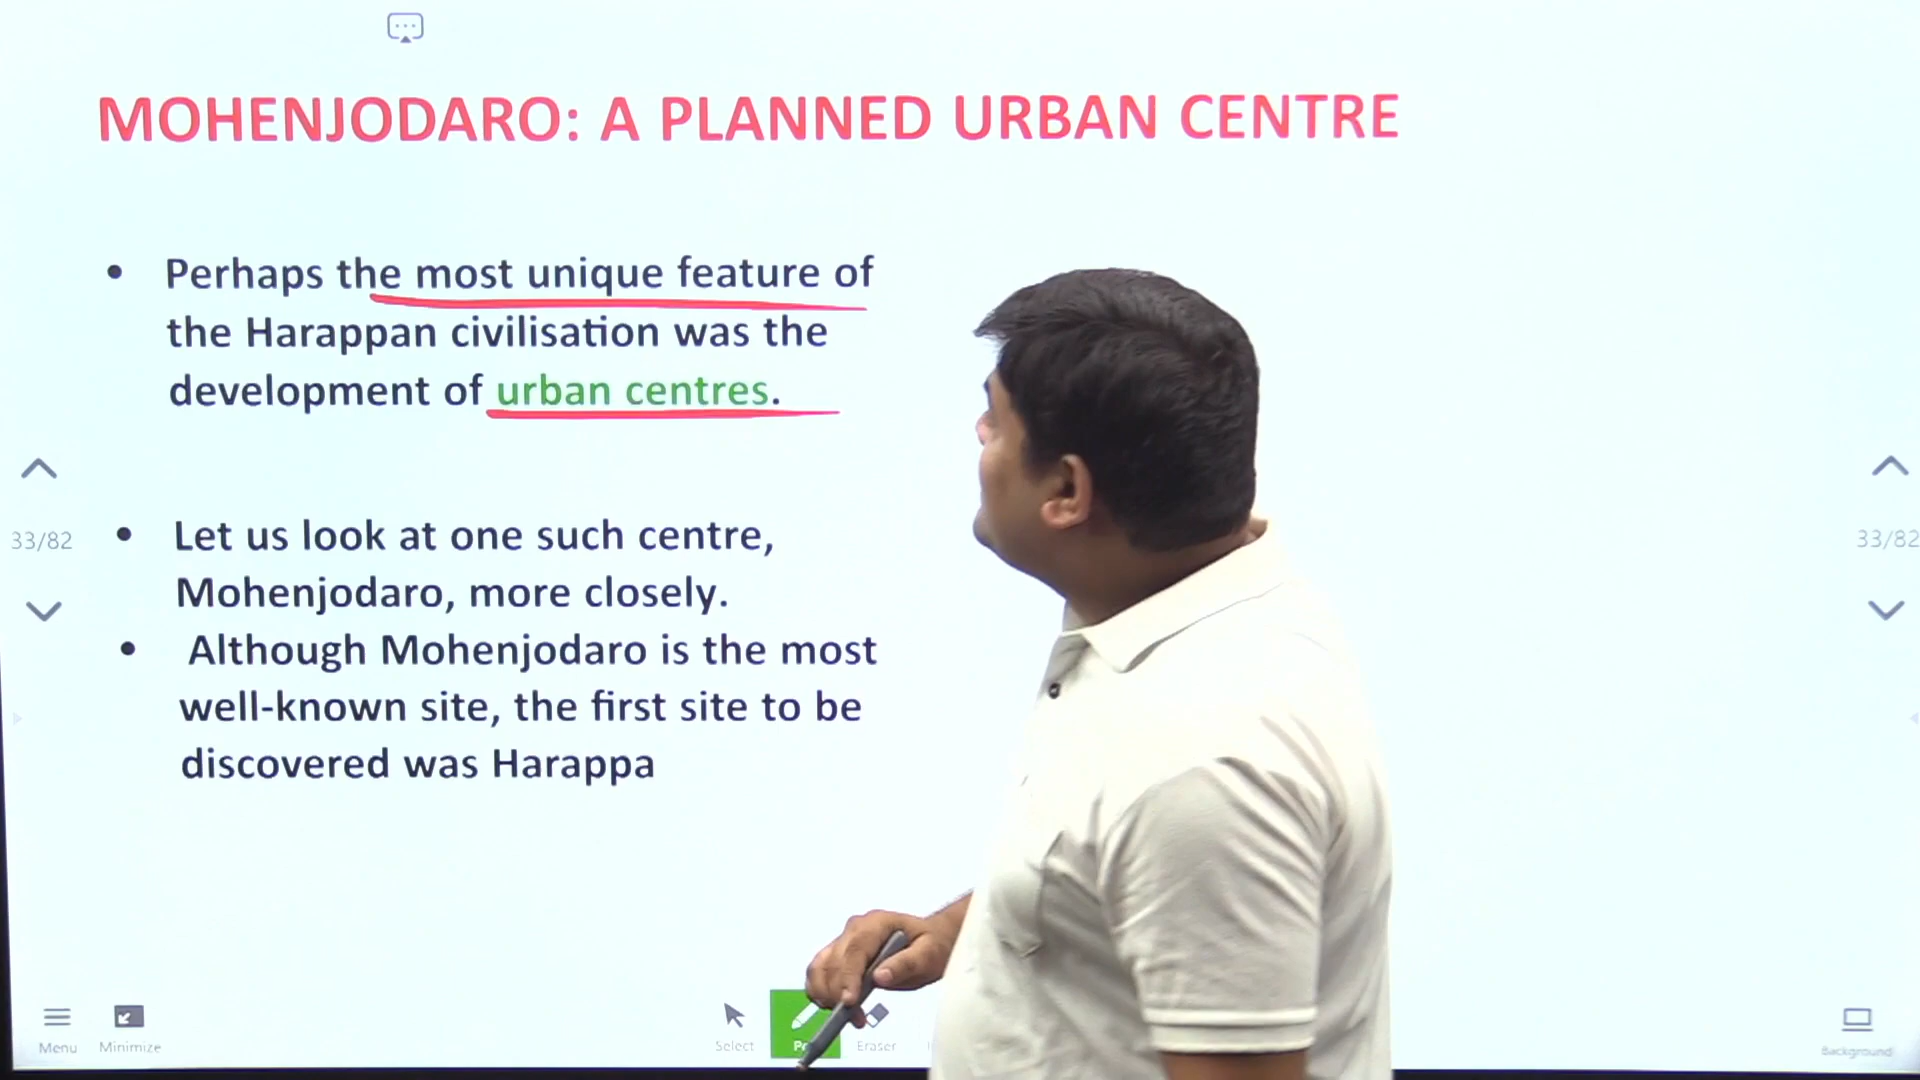 MOHENJODARO: A PLANNED URBAN CENTRE
• Perhaps the most unique feature of
the Harappan civilisation was the
development of urban centres.
• Let us look at one such centre,
Mohenjodaro, more closely.
• Although Mohenjodaro is the most
well-known site, the first site to be
discovered was Harappa
33/82
33/82
Menu
Minimize
Select
Eraser
Background